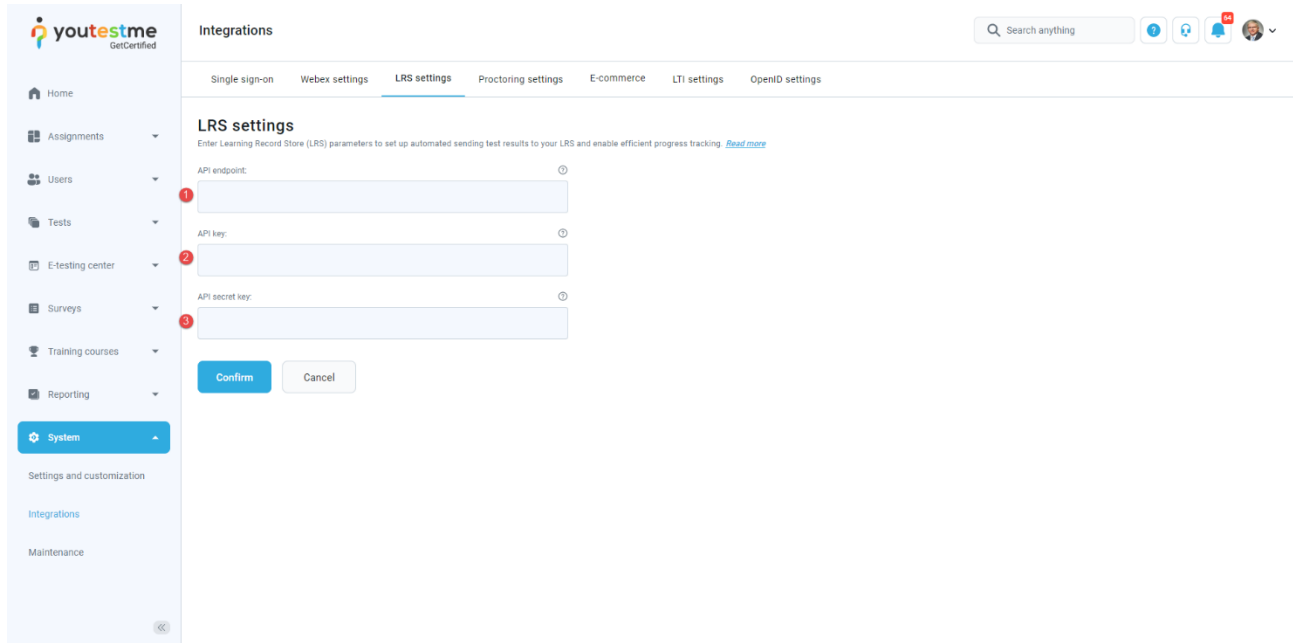 youtestme
GetCertified
Integrations
Search anything
?
54
Single sign-on
Webex settings
LRS settings
Proctoring settings
E-commerce
LTI settings
OpenID settings
Home
Assignments
Users
Tests
E-testing center
Surveys
Training courses
Reporting
System
Settings and customization
Integrations
Maintenance
LRS settings
Enter Learning Record Store (LRS) parameters to set up automated sending test results to your LRS and enable efficient progress tracking. Read more
API endpoint: ?
1
API key: ?
2
API secret key: ?
3
Confirm
Cancel